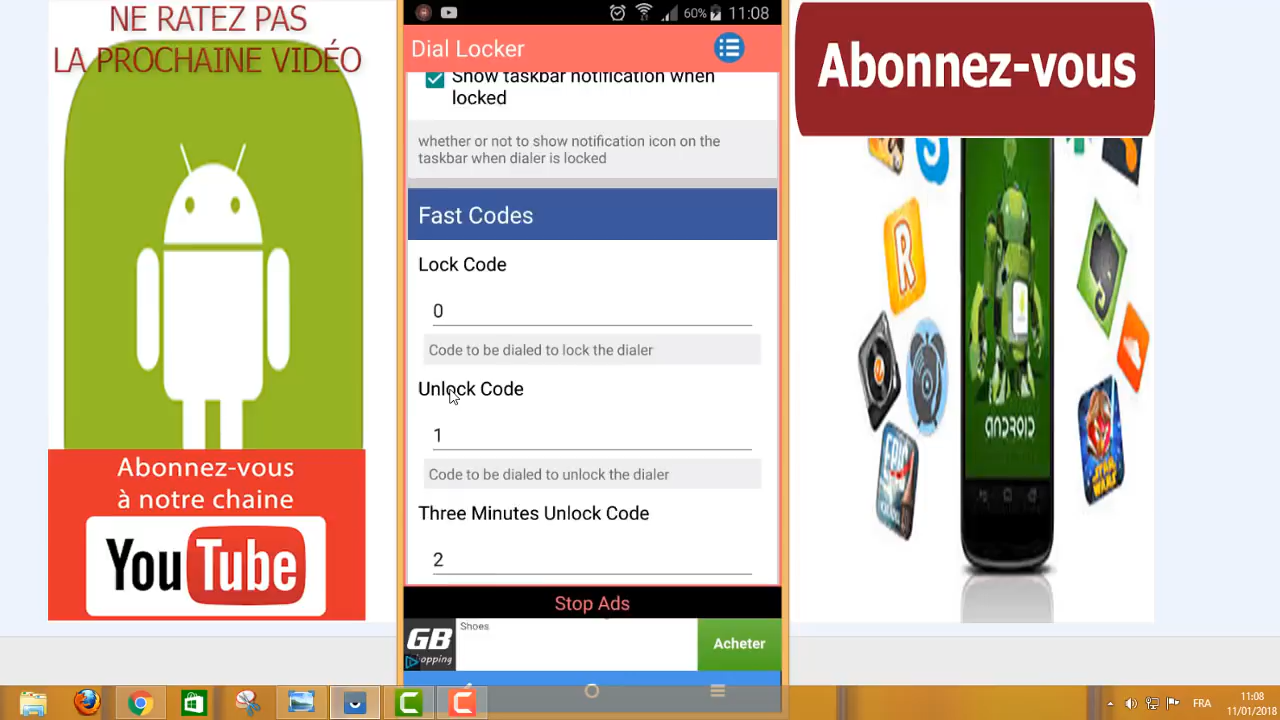 NE RATEZ PAS
LA PROCHAINE VIDÉO
Abonnez-vous
à notre chaine
YouTube
60% 11:08
Dial Locker
Show taskbar notification when
locked
whether or not to show notification icon on the
taskbar when dialer is locked
Fast Codes
Lock Code
0
Code to be dialed to lock the dialer
Unlock Code
1
Code to be dialed to unlock the dialer
Three Minutes Unlock Code
2
Stop Ads
GB
opping
Shoes
Acheter
Abonnez-vous
R
ANDROID
EPIC
STAR
WARS
FRA
11:08
11/01/2018